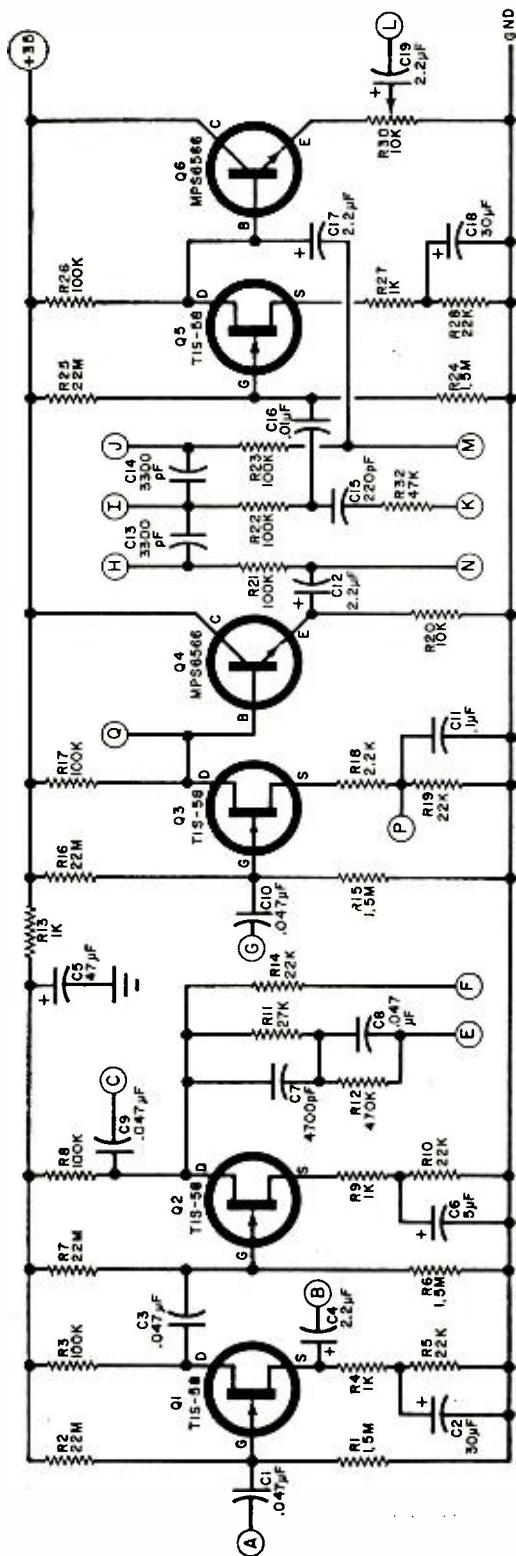 A
C1
.047µF
R2
22M
R1
1.5M
R3
100K
Q1
TIS-58
G
D
S
C2
30µF
R4
1K
R5
22K
C4
2.2µF
B
C3
.047µF
R7
22M
R6
1.5M
R8
100K
C9
.047µF
C
Q2
TIS-58
G
D
S
R9
1K
C6
5µF
R10
22K
C7
4700pF
R12
470K
R11
27K
C8
.047
µF
E
R14
22K
F
C5
47µF
R13
1K
G
C10
.047µF
R16
22M
R15
1.5M
R17
100K
Q3
TIS-58
G
D
S
R18
2.2K
P
R19
22K
C11
.1µF
Q
Q4
MPS6566
B
C
E
R20
10K
C12
2.2µF
H
R21
100K
N
C13
3300
pF
I
R22
100K
C15
220pF
R32
47K
K
C14
3300
pF
J
R23
100K
M
C16
.01µF
R25
22M
R24
1.5M
R26
100K
Q5
TIS-58
G
D
S
R27
1K
R28
22K
C18
30µF
C17
2.2µF
Q6
MPS6566
B
C
E
R30
10K
C19
2.2µF
L
+38
GND